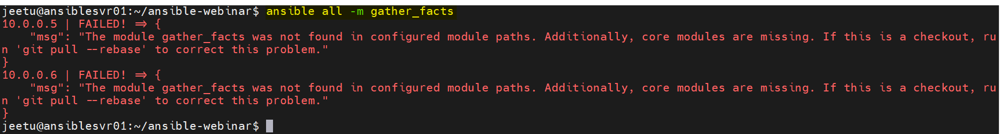 jeetu@ansiblesvr01:~/ansible-webinar$ ansible all -m gather_facts
10.0.0.5 | FAILED! => {
    "msg": "The module gather_facts was not found in configured module paths. Additionally, core modules are missing. If this is a checkout, ru
n 'git pull --rebase' to correct this problem."
}
10.0.0.6 | FAILED! => {
    "msg": "The module gather_facts was not found in configured module paths. Additionally, core modules are missing. If this is a checkout, ru
n 'git pull --rebase' to correct this problem."
}
jeetu@ansiblesvr01:~/ansible-webinar$